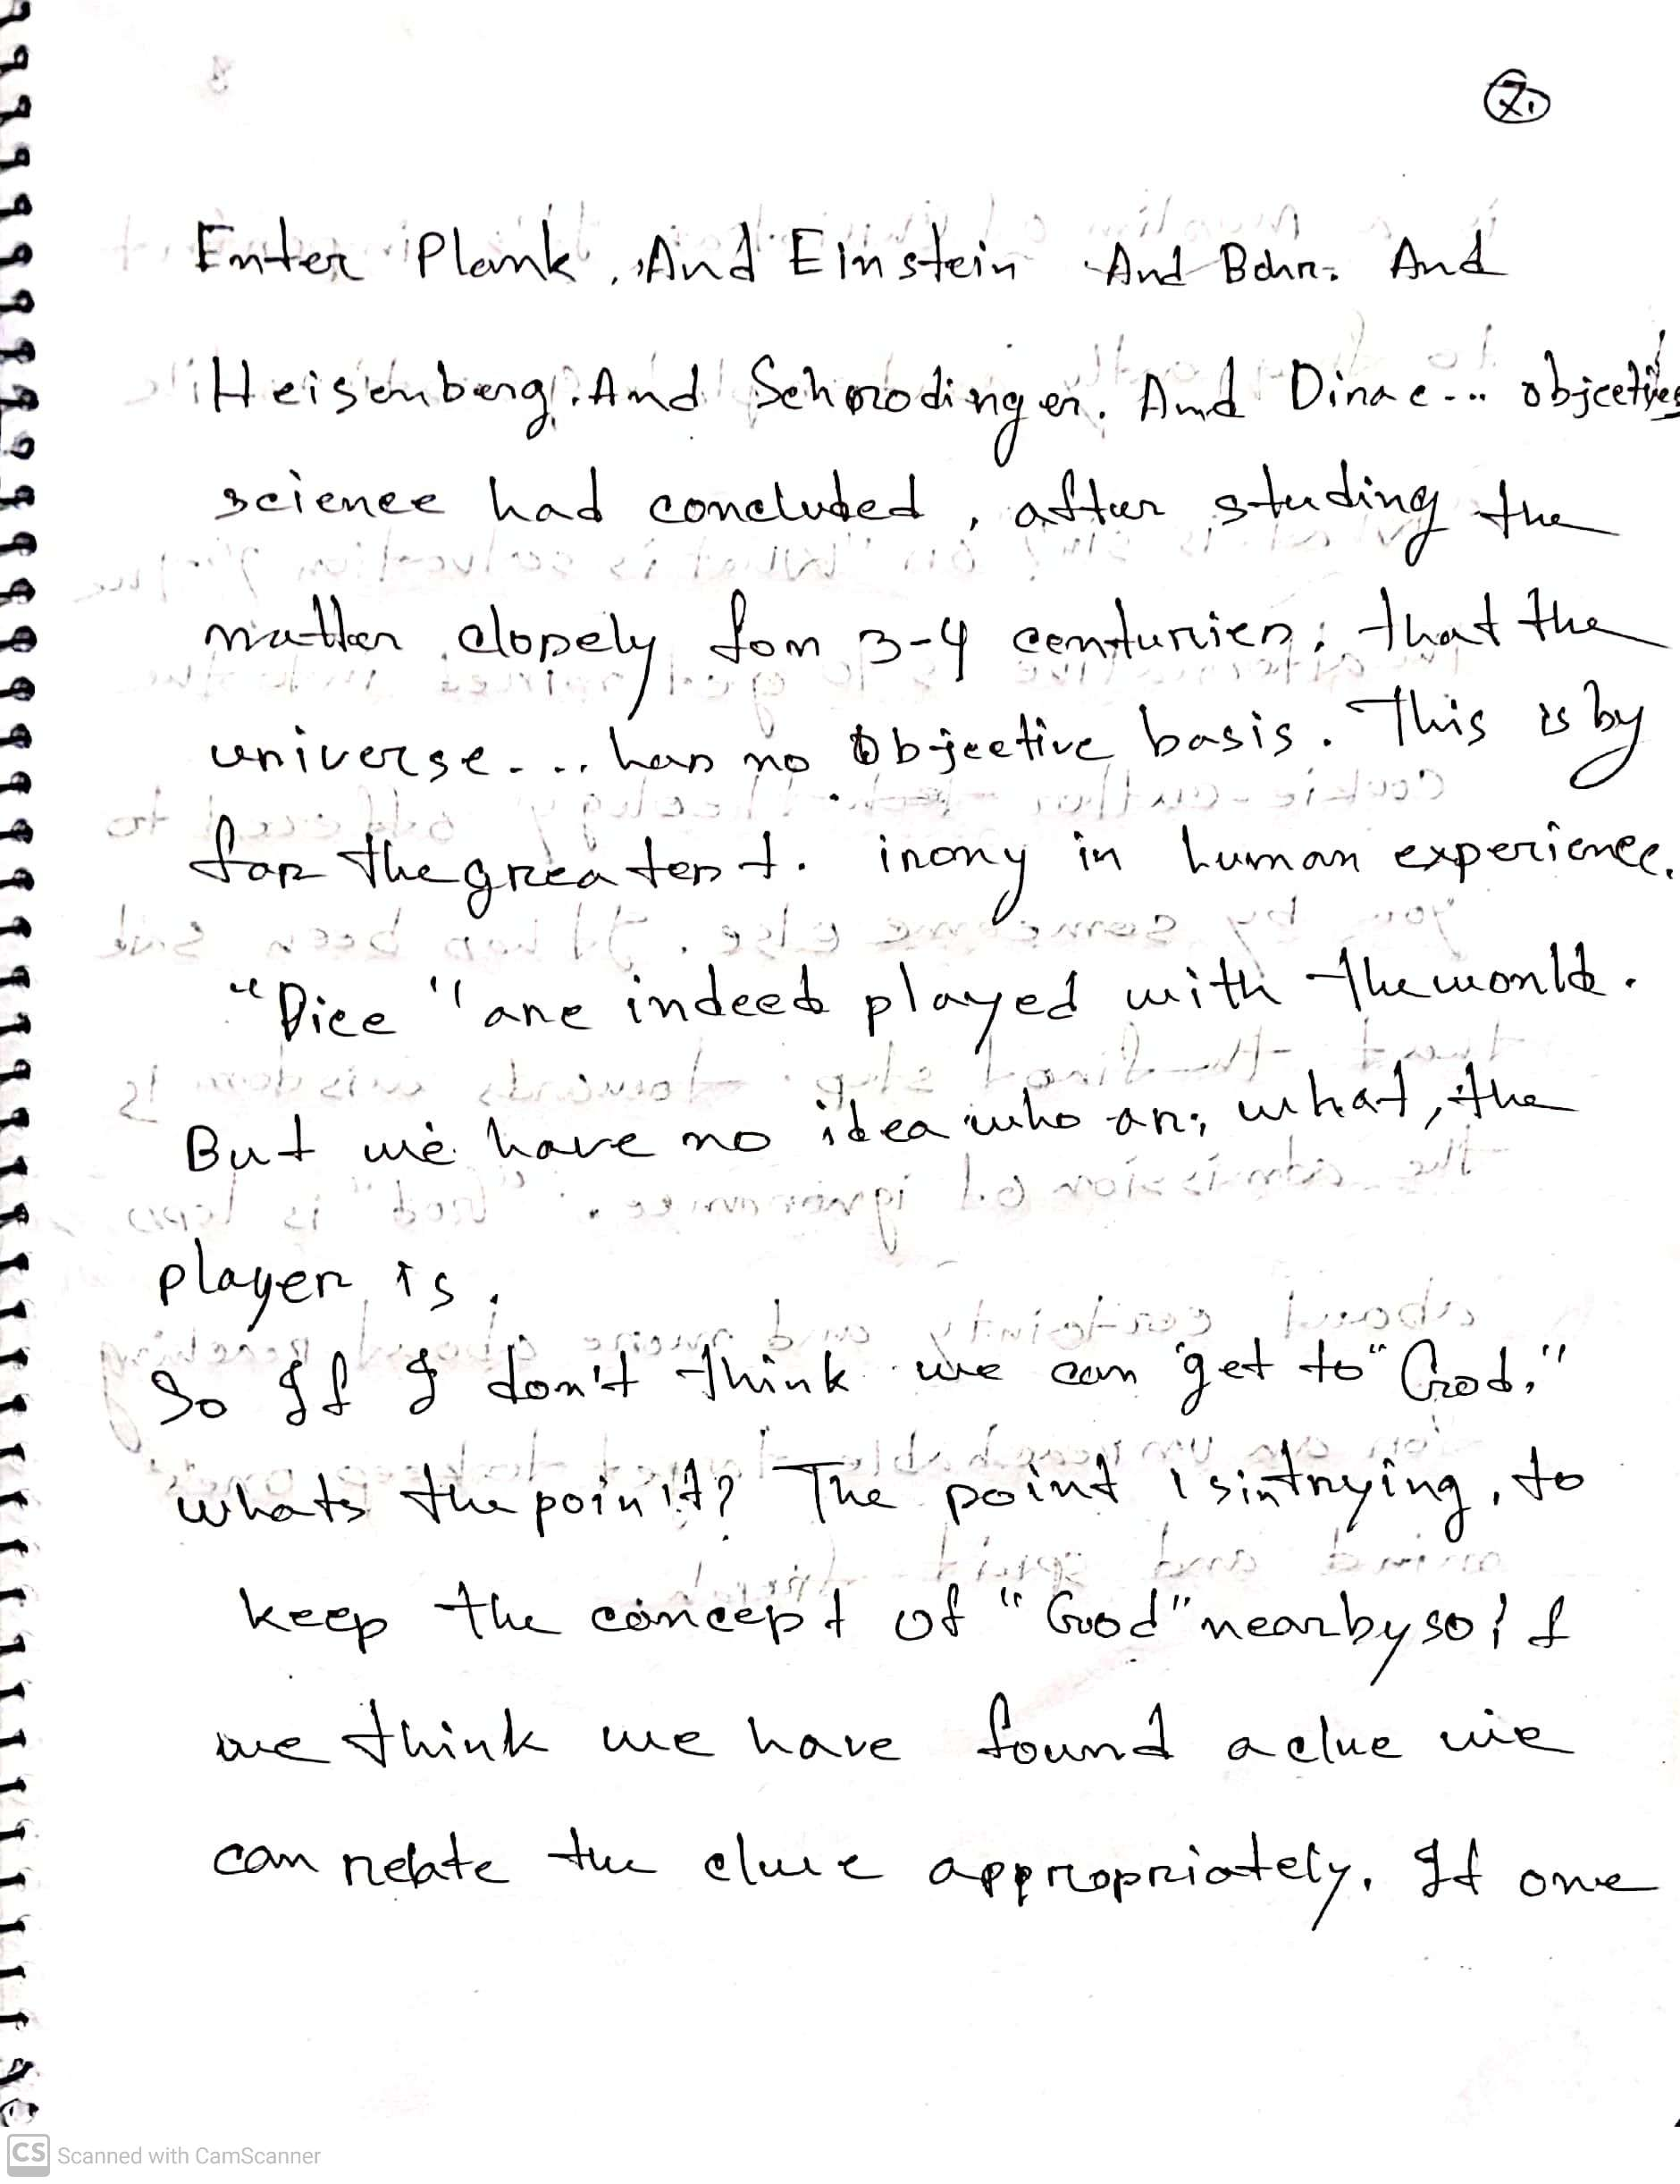 7.
Enter Plank, And EInstein And Bohr. And
Heisenberg. And Schorodinger. And Dirac... objectives
science had concluded, after studing the
matter closely for 3-4 centuries, that the
universe... has no Objective basis. This is by
far the greatest. irony in human experience.
"Dice" are indeed played with the world.
But we have no idea who or, what, the
player is.
So If I don't think we can get to "God."
whats the point? The point is in trying, to
keep the concept of "Good" nearby so if
we think we have found a clue we
can relate the clue appropriately. If one
CS Scanned with CamScanner